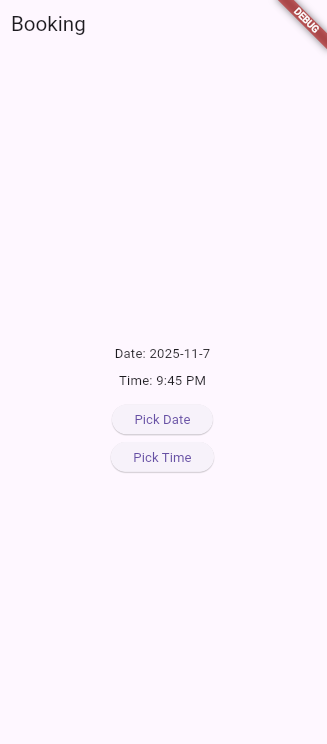 Booking
DEBUG
Date: 2025-11-7
Time: 9:45 PM
Pick Date
Pick Time